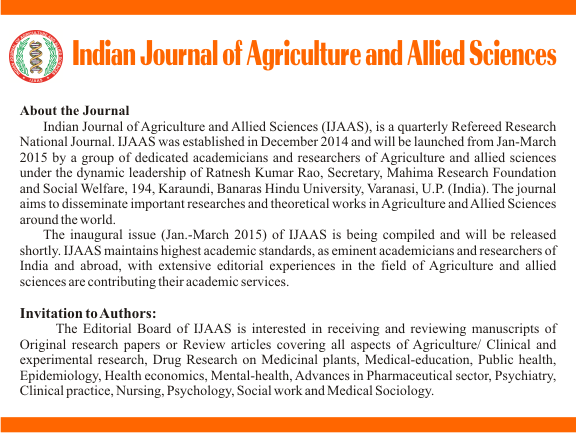 Indian Journal of Agriculture and Allied Sciences
About the Journal
Indian Journal of Agriculture and Allied Sciences (IJAAS), is a quarterly Refereed Research
National Journal. IJAAS was established in December 2014 and will be launched from Jan-March
2015 by a group of dedicated academicians and researchers of Agriculture and allied sciences
under the dynamic leadership of Ratnesh Kumar Rao, Secretary, Mahima Research Foundation
and Social Welfare, 194, Karaundi, Banaras Hindu University, Varanasi, U.P. (India). The journal
aims to disseminate important researches and theoretical works in Agriculture and Allied Sciences
around the world.
The inaugural issue (Jan.-March 2015) of IJAAS is being compiled and will be released
shortly. IJAAS maintains highest academic standards, as eminent academicians and researchers of
India and abroad, with extensive editorial experiences in the field of Agriculture and allied
sciences are contributing their academic services.
Invitation to Authors:
The Editorial Board of IJAAS is interested in receiving and reviewing manuscripts of
Original research papers or Review articles covering all aspects of Agriculture/ Clinical and
experimental research, Drug Research on Medicinal plants, Medical-education, Public health,
Epidemiology, Health economics, Mental-health, Advances in Pharmaceutical sector, Psychiatry,
Clinical practice, Nursing, Psychology, Social work and Medical Sociology.